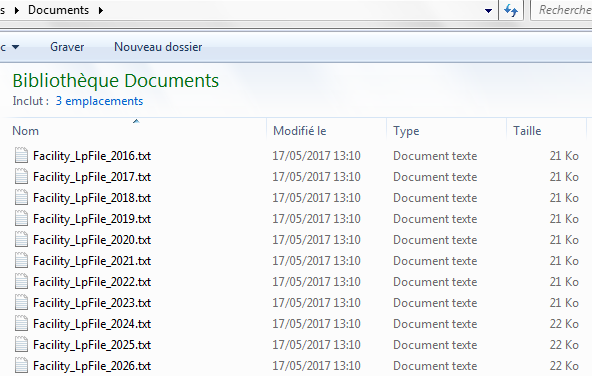 s ▸ Documents ▸ Recherche
c ▾ Graver Nouveau dossier
Bibliothèque Documents
Inclut : 3 emplacements
Nom Modifié le Type Taille
Facility_LpFile_2016.txt 17/05/2017 13:10 Document texte 21 Ko
Facility_LpFile_2017.txt 17/05/2017 13:10 Document texte 21 Ko
Facility_LpFile_2018.txt 17/05/2017 13:10 Document texte 21 Ko
Facility_LpFile_2019.txt 17/05/2017 13:10 Document texte 21 Ko
Facility_LpFile_2020.txt 17/05/2017 13:10 Document texte 21 Ko
Facility_LpFile_2021.txt 17/05/2017 13:10 Document texte 21 Ko
Facility_LpFile_2022.txt 17/05/2017 13:10 Document texte 21 Ko
Facility_LpFile_2023.txt 17/05/2017 13:10 Document texte 21 Ko
Facility_LpFile_2024.txt 17/05/2017 13:10 Document texte 22 Ko
Facility_LpFile_2025.txt 17/05/2017 13:10 Document texte 22 Ko
Facility_LpFile_2026.txt 17/05/2017 13:10 Document texte 22 Ko